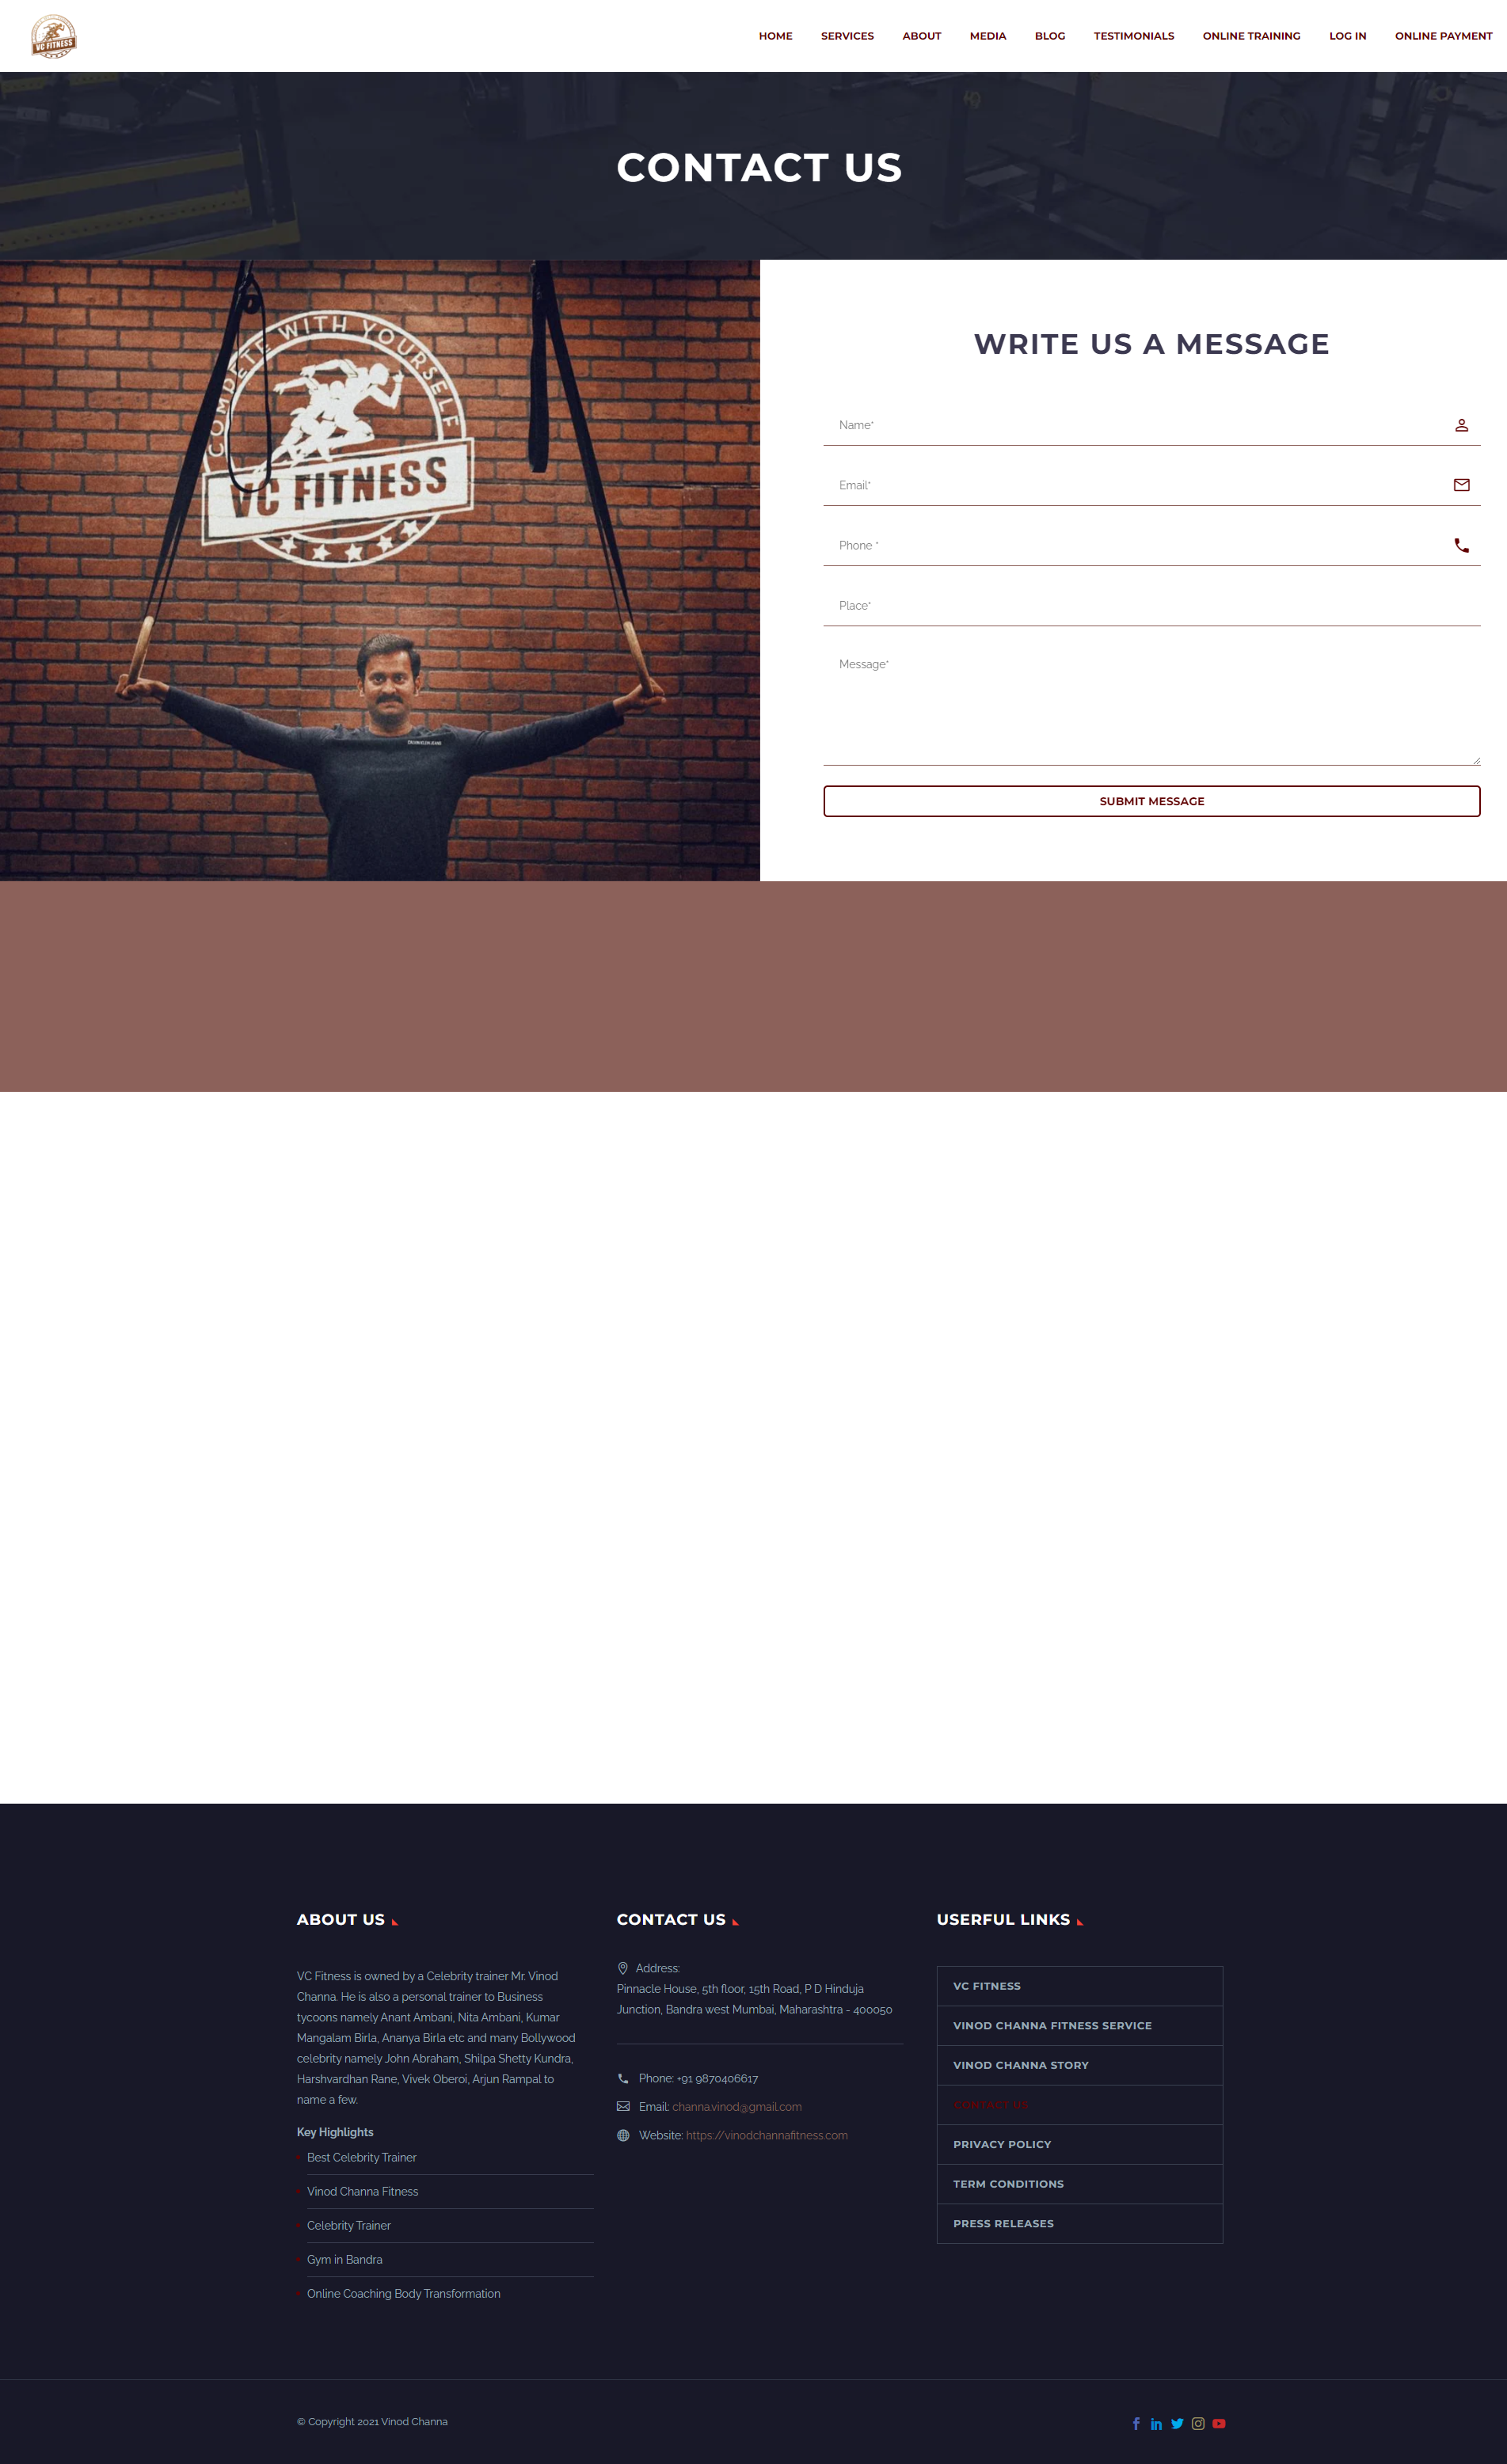 VC FITNESS
HOME SERVICES ABOUT MEDIA BLOG TESTIMONIALS ONLINE TRAINING LOG IN ONLINE PAYMENT
CONTACT US
COMPETE WITH YOURSELF
VC FITNESS
WRITE US A MESSAGE
Name*
Email*
Phone *
Place*
Message*
SUBMIT MESSAGE
ABOUT US
VC Fitness is owned by a Celebrity trainer Mr. Vinod
Channa. He is also a personal trainer to Business
tycoons namely Anant Ambani, Nita Ambani, Kumar
Mangalam Birla, Ananya Birla etc and many Bollywood
celebrity namely John Abraham, Shilpa Shetty Kundra,
Harshvardhan Rane, Vivek Oberoi, Arjun Rampal to
name a few.
Key Highlights
Best Celebrity Trainer
Vinod Channa Fitness
Celebrity Trainer
Gym in Bandra
Online Coaching Body Transformation
CONTACT US
Address:
Pinnacle House, 5th floor, 15th Road, P D Hinduja
Junction, Bandra west Mumbai, Maharashtra - 400050
Phone: +91 9870406617
Email: channa.vinod@gmail.com
Website: https://vinodchannafitness.com
USERFUL LINKS
VC FITNESS
VINOD CHANNA FITNESS SERVICE
VINOD CHANNA STORY
CONTACT US
PRIVACY POLICY
TERM CONDITIONS
PRESS RELEASES
© Copyright 2021 Vinod Channa